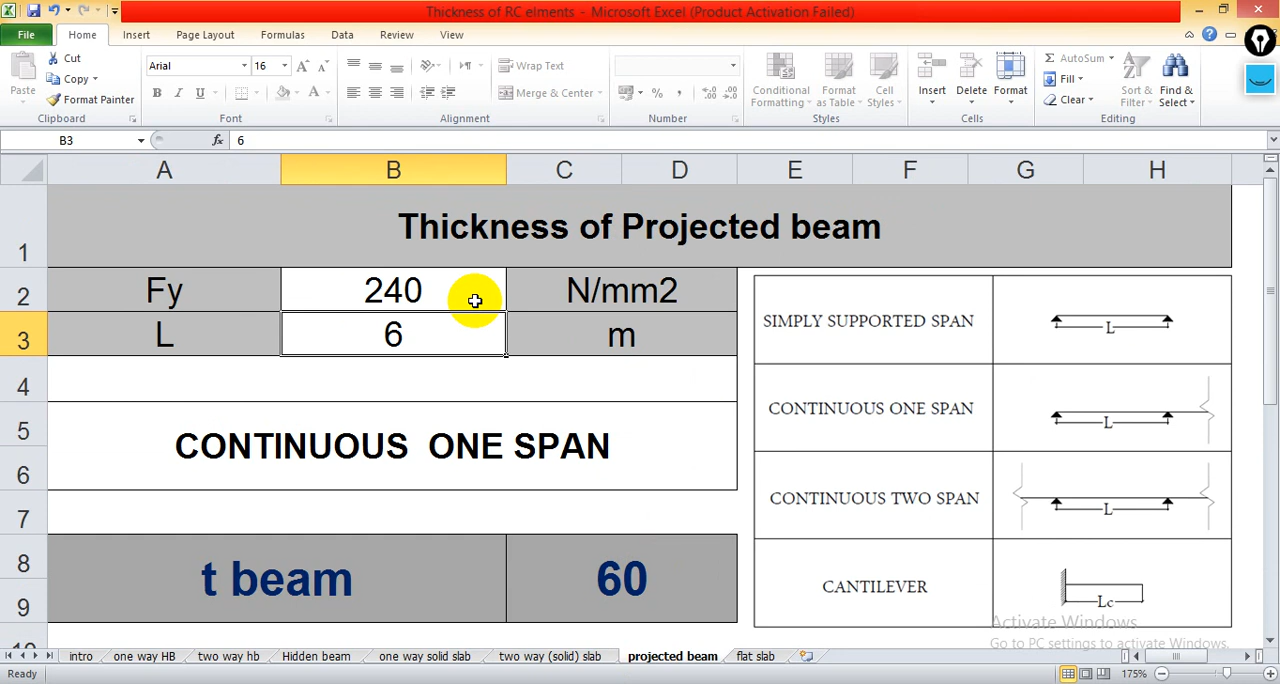 Thickness of RC elments - Microsoft Excel (Product Activation Failed)
File Home Insert Page Layout Formulas Data Review View
Paste
Cut
Copy
Format Painter
Clipboard
Arial 16
Font
Wrap Text
Merge & Center
Alignment
Number
Conditional Formatting
Format as Table
Cell Styles
Styles
Insert Delete Format
Cells
AutoSum
Fill
Clear
Sort & Filter
Find & Select
Editing
B3 fx 6
A B C D E F G H
1 Thickness of Projected beam
2 Fy 240 N/mm2
3 L 6 m
4
5
CONTINUOUS ONE SPAN
6
7
8
t beam 60
9
10
SIMPLY SUPPORTED SPAN L
CONTINUOUS ONE SPAN L
CONTINUOUS TWO SPAN L
CANTILEVER Lc
Activate Windows
Go to PC settings to activate Windows.
intro one way HB two way hb Hidden beam one way solid slab two way (solid) slab projected beam flat slab
Ready 175%